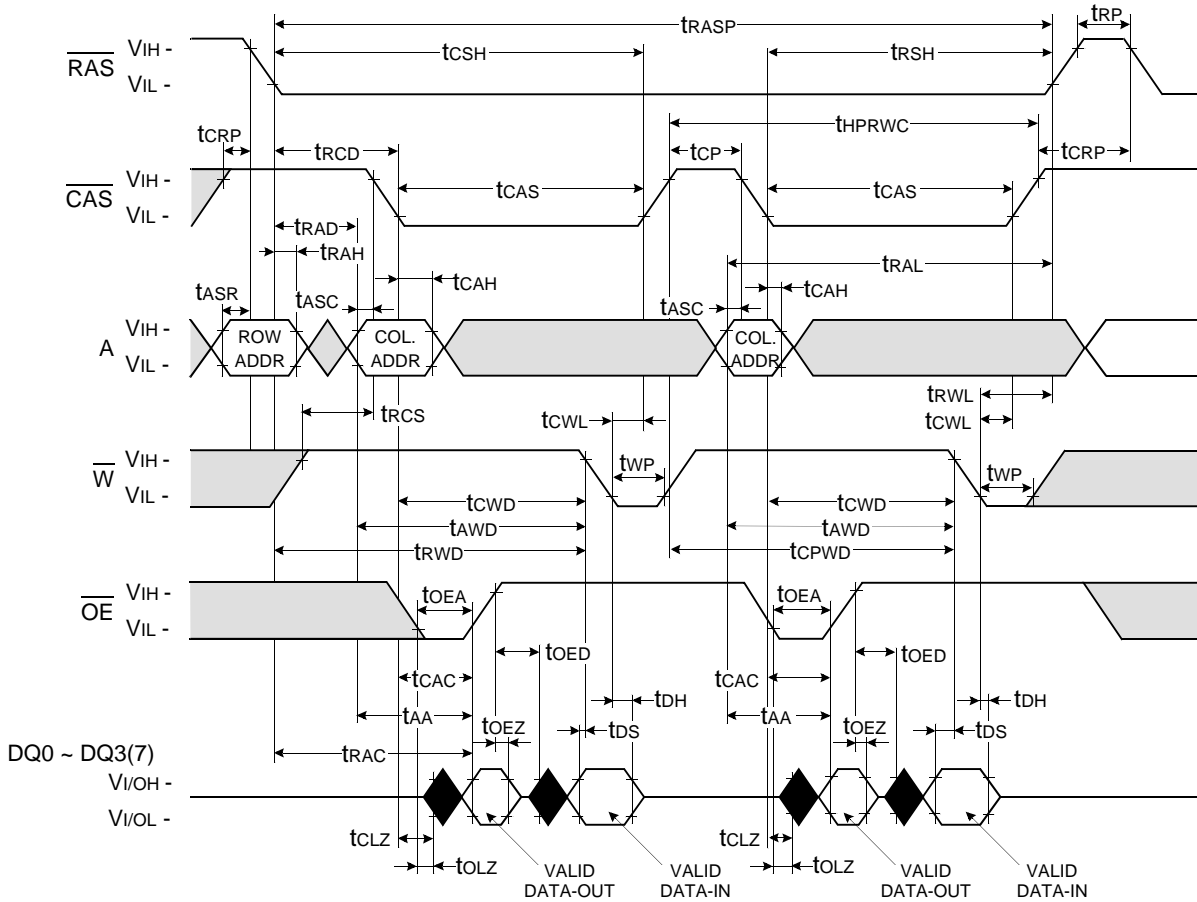 tRASP
tRP
VIH -
RAS
VIL -
tCSH
tRSH
tHPRWC
tCRP
tRCD
tCP
tCRP
VIH -
CAS
VIL -
tCAS
tCAS
tRAD
tRAH
tRAL
tCAH
tCAH
tASR
tASC
tASC
VIH -
A
VIL -
ROW
ADDR
COL.
ADDR
COL.
ADDR
tRWL
tRCS
tCWL
tCWL
VIH -
W
VIL -
tWP
tWP
tCWD
tCWD
tAWD
tAWD
tRWD
tCPWD
VIH -
OE
VIL -
tOEA
tOEA
tOED
tOED
tCAC
tCAC
tDH
tDH
tAA
tAA
tOEZ
tOEZ
tDS
tDS
tRAC
DQ0 ~ DQ3(7)
VI/OH -
VI/OL -
tCLZ
tCLZ
tOLZ
tOLZ
VALID
DATA-OUT
VALID
DATA-IN
VALID
DATA-OUT
VALID
DATA-IN